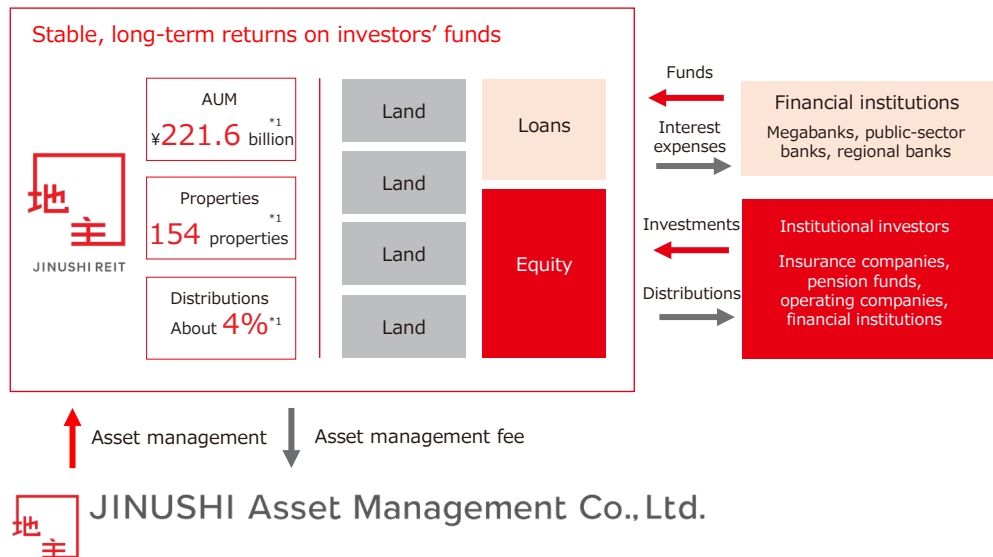 Stable, long-term returns on investors’ funds
地
主
JINUSHI REIT
AUM
¥221.6 billion *1
Properties
154 properties *1
Distributions
About 4% *1
Land
Land
Land
Land
Loans
Equity
Funds
Interest
expenses
Investments
Distributions
Financial institutions
Megabanks, public-sector
banks, regional banks
Institutional investors
Insurance companies,
pension funds,
operating companies,
financial institutions
Asset management
Asset management fee
地
主
JINUSHI Asset Management Co., Ltd.